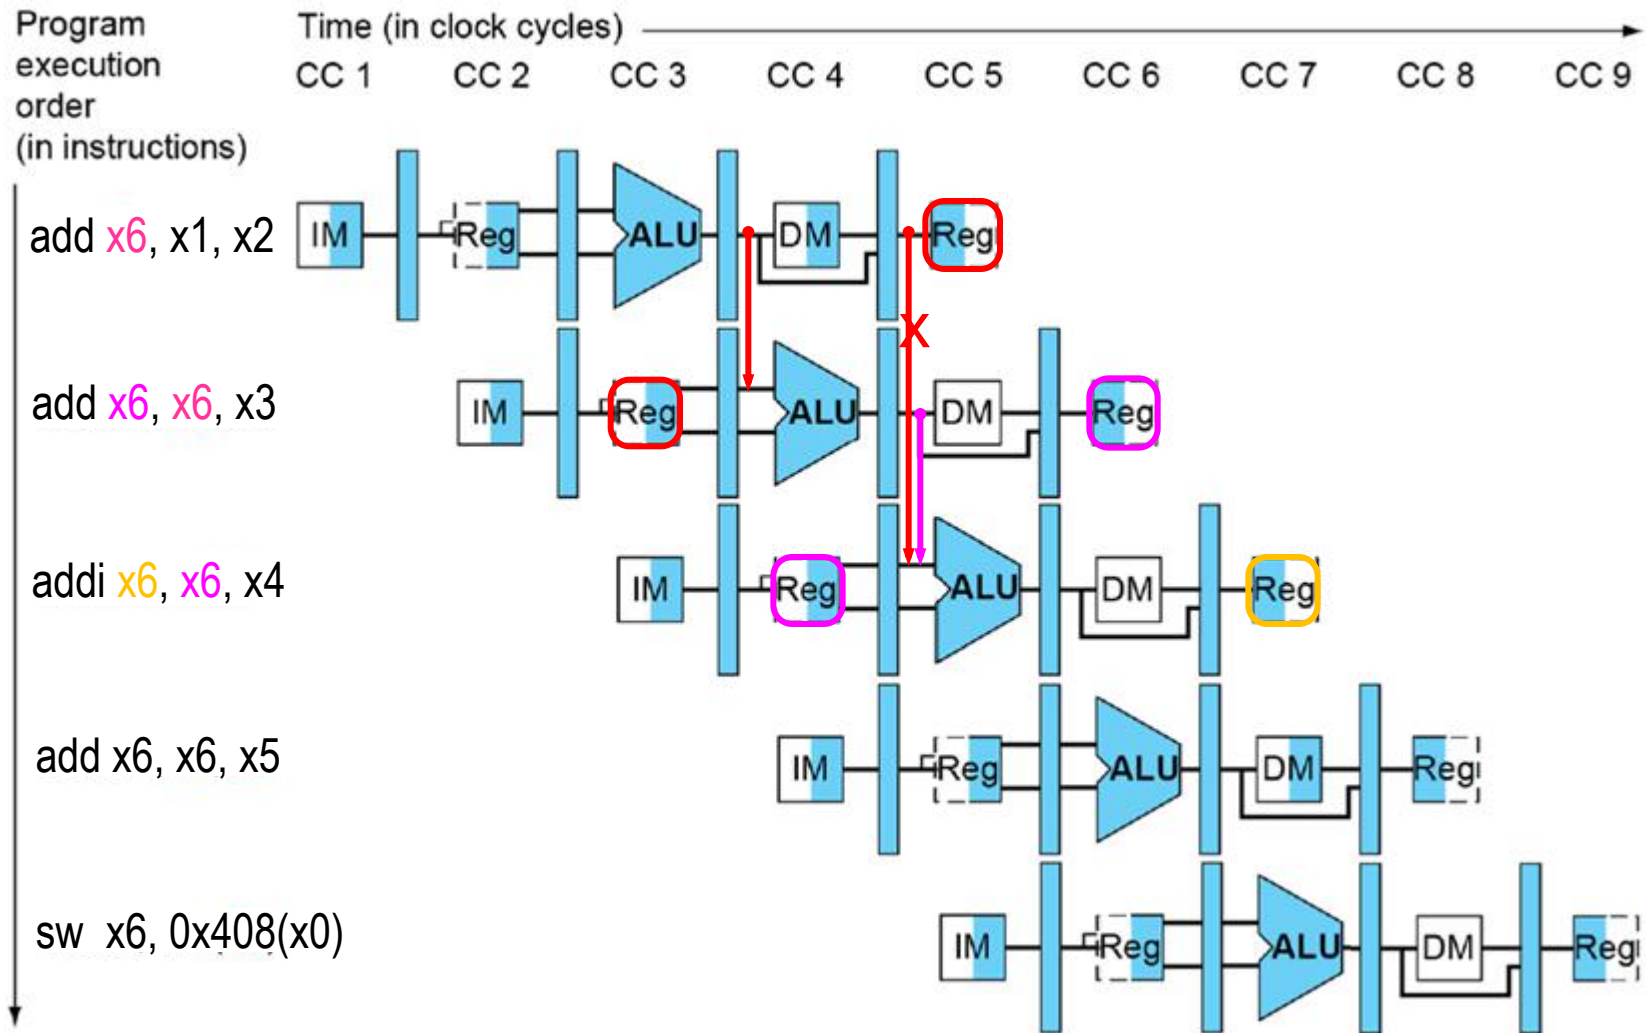 Program
execution
order
(in instructions)
Time (in clock cycles)
CC 1 CC 2 CC 3 CC 4 CC 5 CC 6 CC 7 CC 8 CC 9
add x6, x1, x2
IM Reg ALU DM Reg
X
add x6, x6, x3
IM Reg ALU DM Reg
addi x6, x6, x4
IM Reg ALU DM Reg
add x6, x6, x5
IM Reg ALU DM Reg
sw x6, 0x408(x0)
IM Reg ALU DM Reg